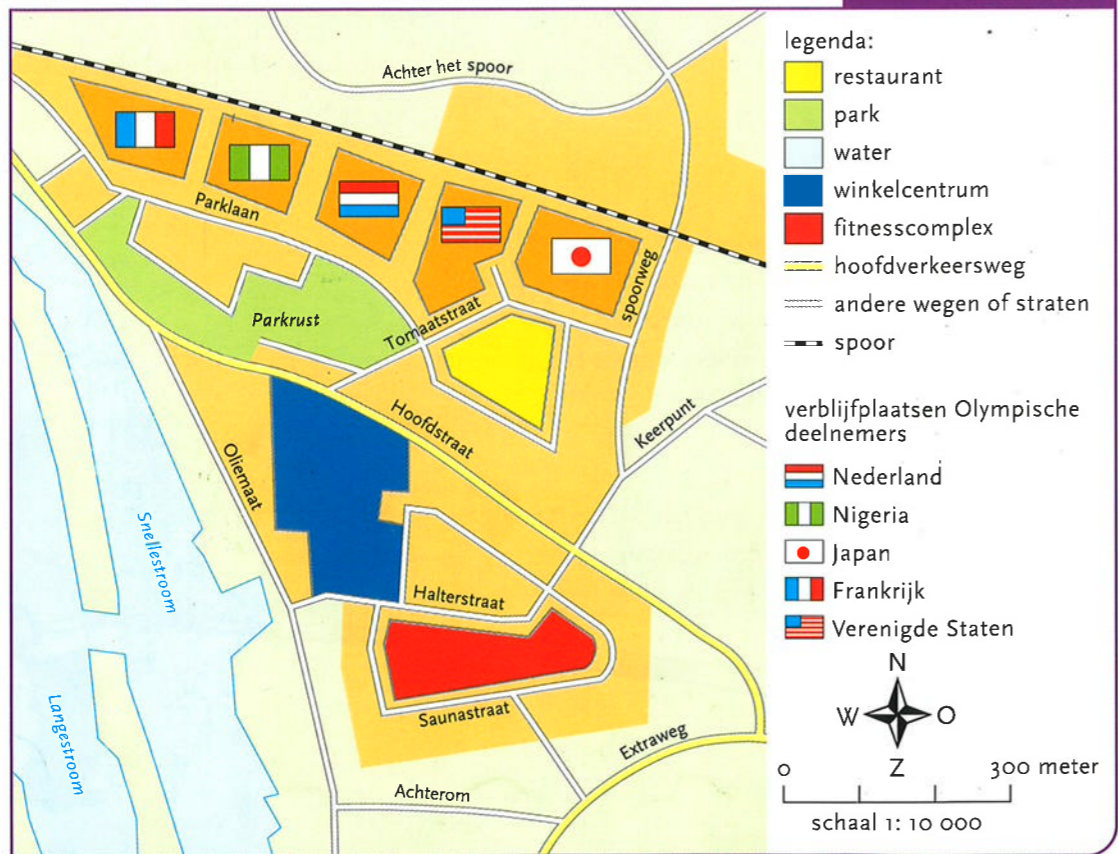 Achter het spoor
Parklaan
Tomaatstraat
spoorweg
Parkrust
Hoofdstraat
Keerpunt
Oliemaat
Snellestroom
Halterstraat
Langestroom
Saunastraat
Extraweg
Achterom
legenda:
restaurant
park
water
winkelcentrum
fitnesscomplex
hoofdverkeersweg
andere wegen of straten
spoor
verblijfplaatsen Olympische
deelnemers
Nederland
Nigeria
Japan
Frankrijk
Verenigde Staten
N
W O
Z
0 300 meter
schaal 1: 10 000